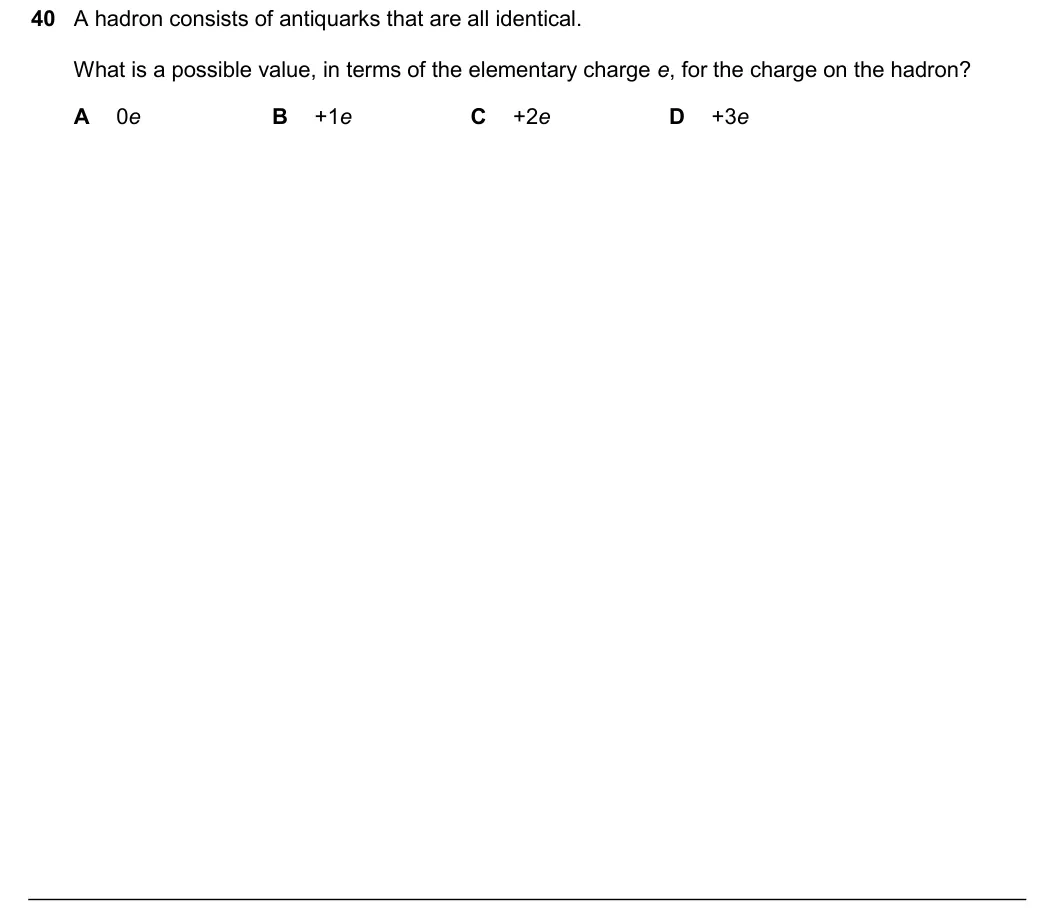 40 A hadron consists of antiquarks that are all identical.
What is a possible value, in terms of the elementary charge e, for the charge on the hadron?
A 0e B +1e C +2e D +3e